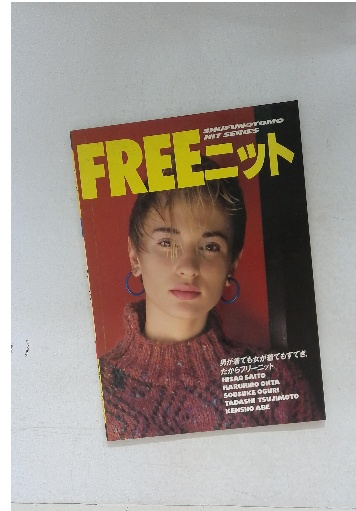 SHUFUNOTOMO
HIT SERIES
FREEニット
男が着ても女が着てもすてき、
だからフリーニット
HISAO SAITO
HARUHIKO OHTA
SOUSUKE OGURI
TADASHI TSUJIMOTO
KENSHO ABE